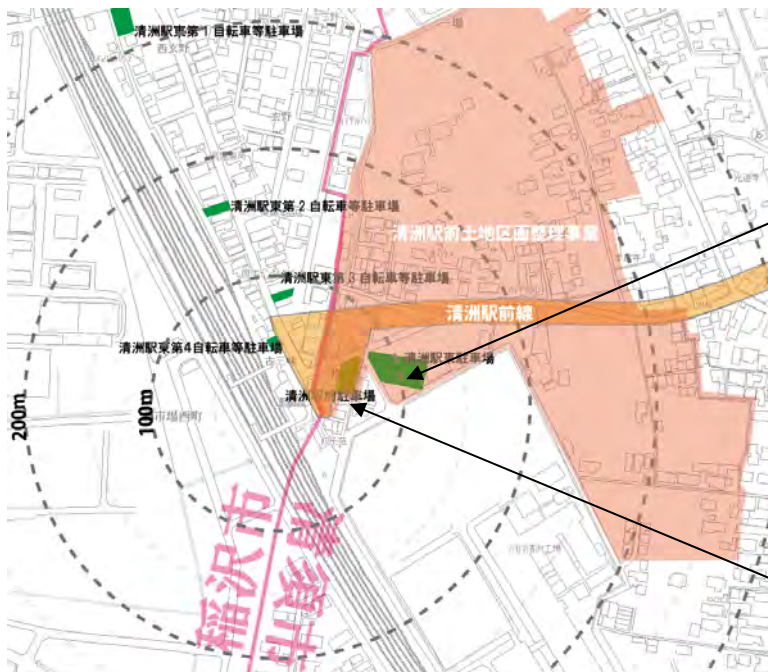 清洲駅東第1自転車等駐車場
西玄野
清洲駅東第2自転車等駐車場
清洲駅前土地区画整理事業
清洲駅東第3自転車等駐車場
清洲駅前線
清洲駅東第4自転車等駐車場
清洲駅東駐車場
清洲駅前駐車場
市場西町
200m
100m
稲沢市
清須市